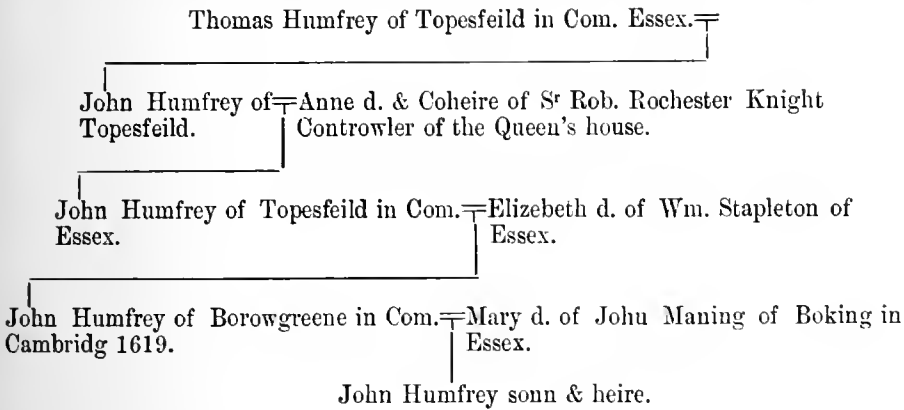 Thomas Humfrey of Topesfeild in Com. Essex.
John Humfrey of Anne d. & Coheire of Sr Rob. Rochester Knight
Topesfeild. Controwler of the Queen's house.
John Humfrey of Topesfeild in Com. Elizebeth d. of Wm. Stapleton of
Essex. Essex.
John Humfrey of Borowgreene in Com. Mary d. of John Maning of Boking in
Cambridg 1619. Essex.
John Humfrey sonn & heire.